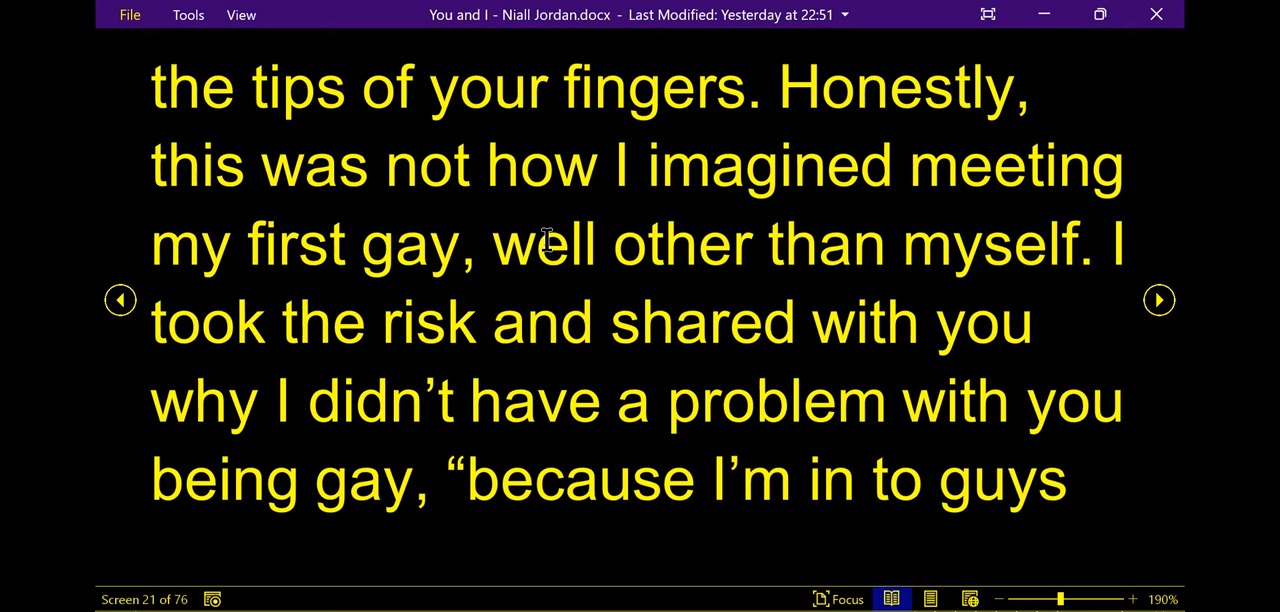 File Tools View You and I - Niall Jordan.docx - Last Modified: Yesterday at 22:51
the tips of your fingers. Honestly,
this was not how I imagined meeting
my first gay, well other than myself. I
took the risk and shared with you
why I didn’t have a problem with you
being gay, “because I’m in to guys
Screen 21 of 76 Focus 190%